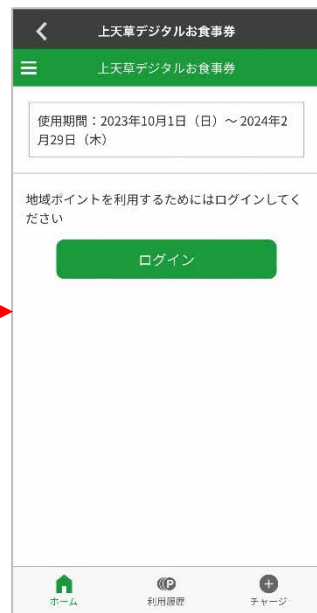 上天草デジタルお食事券
上天草デジタルお食事券
使用期間：2023年10月1日（日）～ 2024年2
月29日（木）
地域ポイントを利用するためにはログインしてく
ださい
ログイン
ホーム
利用履歴
チャージ